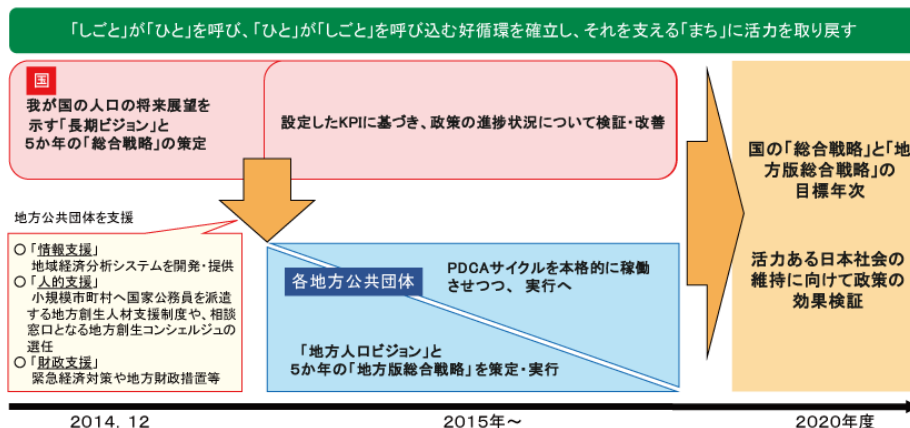 「しごと」が「ひと」を呼び、「ひと」が「しごと」を呼び込む好循環を確立し、それを支える「まち」に活力を取り戻す
国
我が国の人口の将来展望を
示す「長期ビジョン」と
5か年の「総合戦略」の策定
設定したKPIに基づき、政策の進捗状況について検証・改善
国の「総合戦略」と「地
方版総合戦略」の
目標年次
活力ある日本社会の
維持に向けて政策の
効果検証
地方公共団体を支援
○「情報支援」
地域経済分析システムを開発・提供
○「人的支援」
小規模市町村へ国家公務員を派遣
する地方創生人材支援制度や、相談
窓口となる地方創生コンシェルジュの
選任
○「財政支援」
緊急経済対策や地方財政措置等
各地方公共団体
PDCAサイクルを本格的に稼働
させつつ、実行へ
「地方人口ビジョン」と
5か年の「地方版総合戦略」を策定・実行
2014．12
2015年～
2020年度